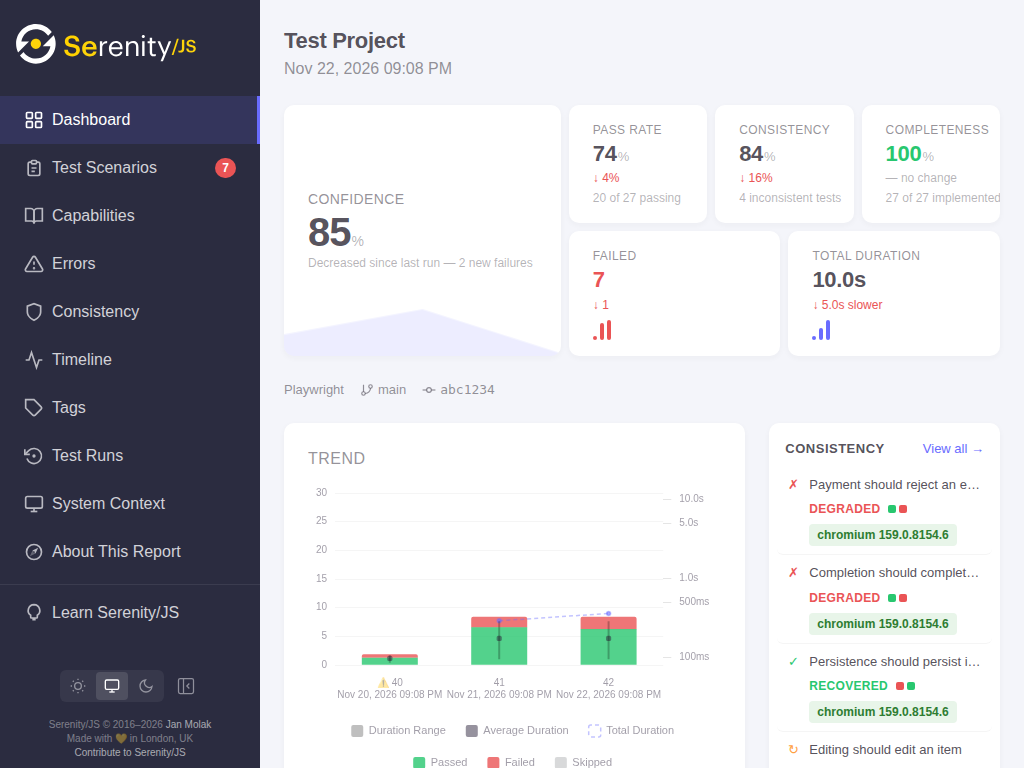 Serenity/JS
Dashboard
Test Scenarios
7
Capabilities
Errors
Consistency
Timeline
Tags
Test Runs
System Context
About This Report
Learn Serenity/JS
Serenity/JS © 2016–2026 Jan Molak
Made with 💛 in London, UK
Contribute to Serenity/JS
Test Project
Nov 22, 2026 09:08 PM
CONFIDENCE
85%
Decreased since last run — 2 new failures
PASS RATE
74%
↓ 4%
20 of 27 passing
CONSISTENCY
84%
↓ 16%
4 inconsistent tests
COMPLETENESS
100%
— no change
27 of 27 implemented
FAILED
7
↓ 1
TOTAL DURATION
10.0s
↓ 5.0s slower
Playwright main abc1234
TREND
30
25
20
15
10
5
0
10.0s
5.0s
1.0s
500ms
100ms
⚠️ 40
Nov 20, 2026 09:08 PM
41
Nov 21, 2026 09:08 PM
42
Nov 22, 2026 09:08 PM
Duration Range Average Duration Total Duration
Passed Failed Skipped
CONSISTENCY View all →
✗ Payment should reject an e…
DEGRADED
chromium 159.0.8154.6
✗ Completion should complet…
DEGRADED
chromium 159.0.8154.6
✓ Persistence should persist i…
RECOVERED
chromium 159.0.8154.6
↻ Editing should edit an item